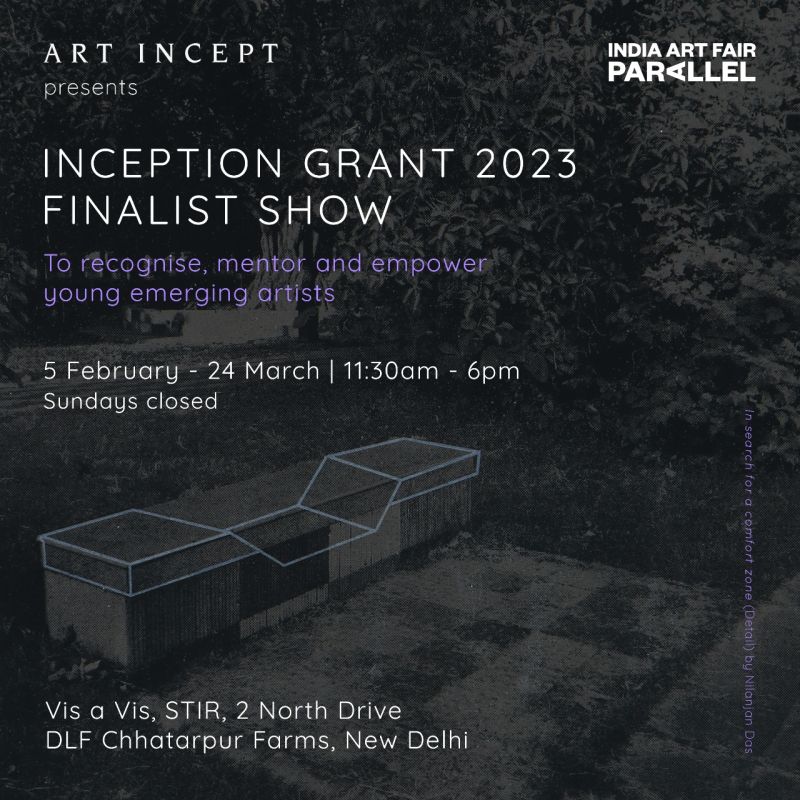 ART INCEPT
presents
INDIA ART FAIR
PARALLEL
INCEPTION GRANT 2023
FINALIST SHOW
To recognise, mentor and empower
young emerging artists
5 February - 24 March | 11:30am - 6pm
Sundays closed
In search for a comfort zone (Detail) by Nilanjan Das
Vis a Vis, STIR, 2 North Drive
DLF Chhatarpur Farms, New Delhi